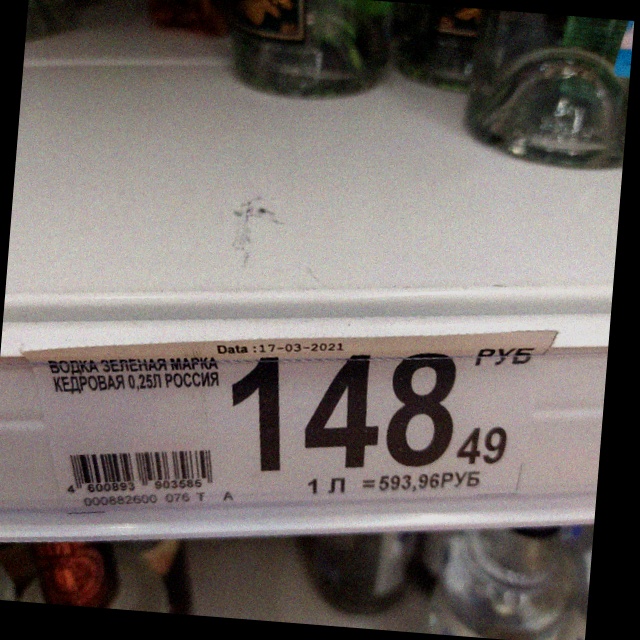 Data :17-03-2021
ВОДКА ЗЕЛЕНАЯ МАРКА
КЕДРОВАЯ 0,25Л РОССИЯ
148 49 РУБ
1 Л =593,96РУБ
4 600893 903585
000882600 076 Т А